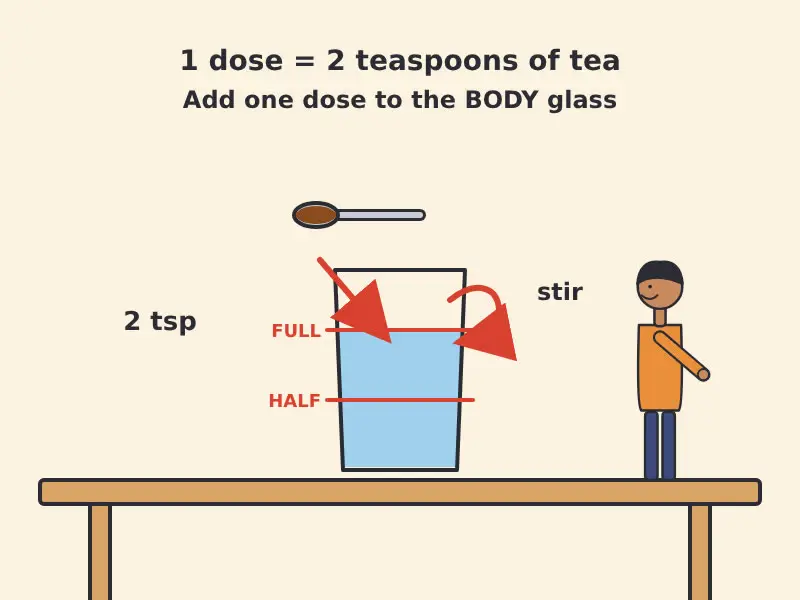 1 dose = 2 teaspoons of tea
Add one dose to the BODY glass
stir
2 tsp
FULL
HALF